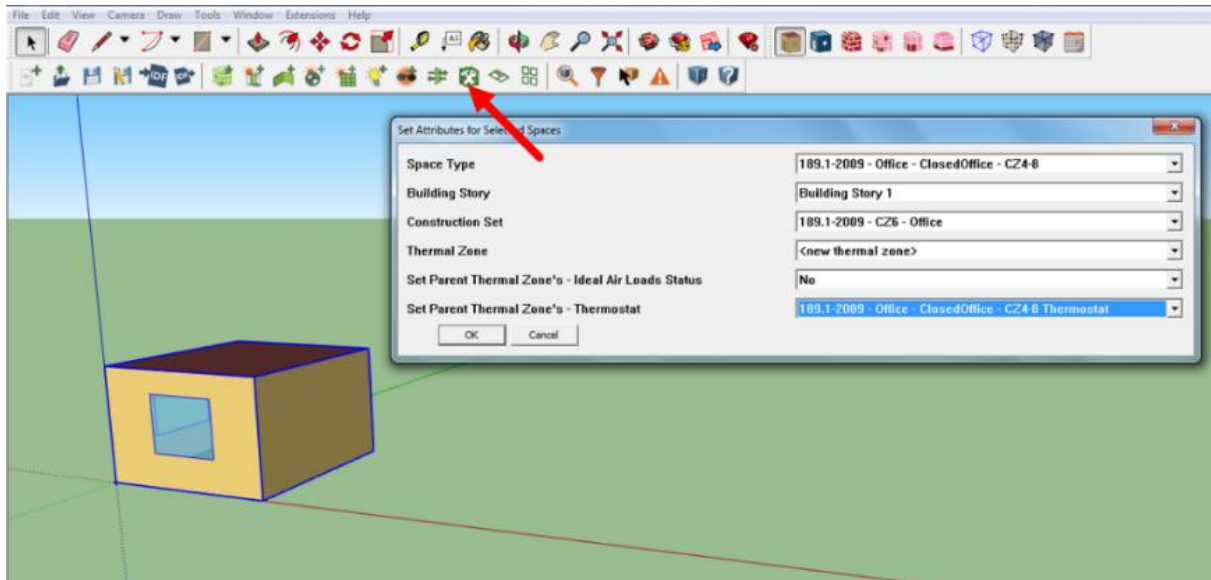 File Edit View Camera Draw Tools Window Extensions Help
A1
IDF
Set Attributes for Selected Spaces
Space Type 189.1-2009 - Office - ClosedOffice - CZ4-8
Building Story Building Story 1
Construction Set 189.1-2009 - CZ6 - Office
Thermal Zone <new thermal zone>
Set Parent Thermal Zone's - Ideal Air Loads Status No
Set Parent Thermal Zone's - Thermostat 189.1-2009 - Office - ClosedOffice - CZ4-8 Thermostat
OK Cancel